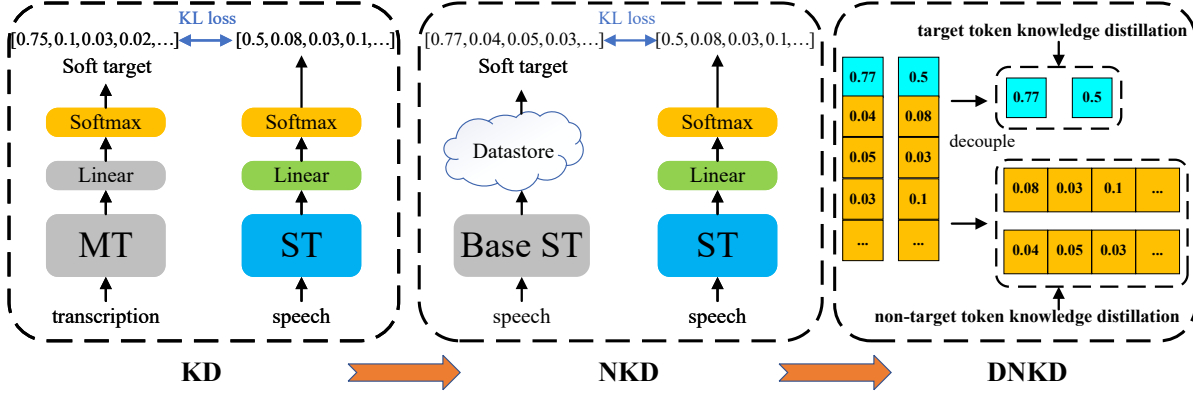 KL loss
[0.75,0.1,0.03,0.02,…]
[0.5,0.08,0.03,0.1,…]
Soft target
Softmax
Softmax
Linear
Linear
MT
ST
transcription
speech
KD
KL loss
[0.77,0.04,0.05,0.03,…]
[0.5,0.08,0.03,0.1,…]
Soft target
Softmax
Datastore
Linear
Base ST
ST
speech
speech
NKD
target token knowledge distillation
0.77 0.5
0.04 0.08
0.05 0.03
0.03 0.1
... ...
0.77 0.5
decouple
0.08 0.03 0.1 ...
0.04 0.05 0.03 ...
non-target token knowledge distillation
DNKD